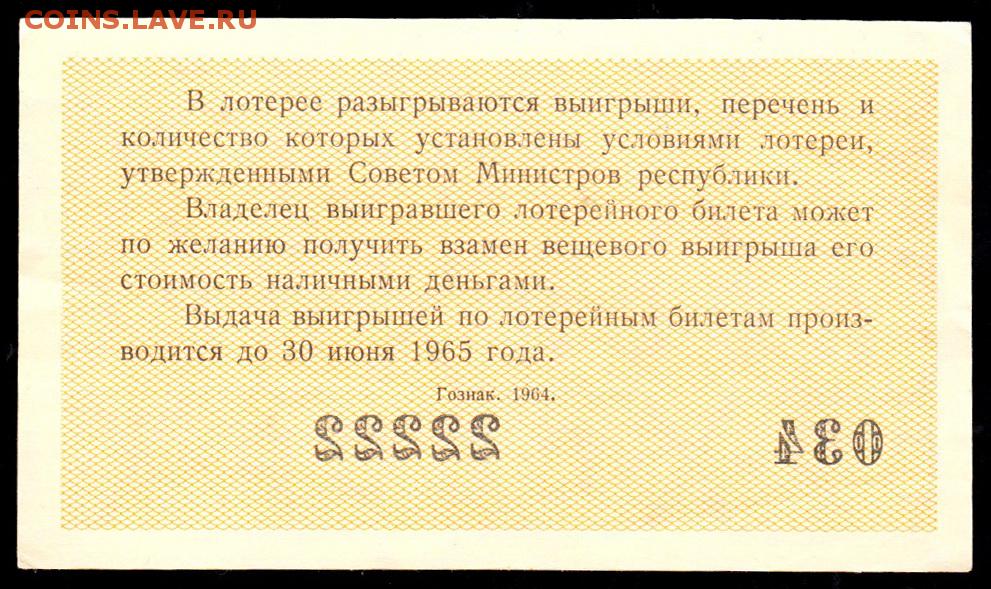 COINS.LAVE.RU
В лотерее разыгрываются выигрыши, перечень и
количество которых установлены условиями лотереи,
утвержденными Советом Министров республики.
Владелец выигравшего лотерейного билета может
по желанию получить взамен вещевого выигрыша его
стоимость наличными деньгами.
Выдача выигрышей по лотерейным билетам произ-
водится до 30 июня 1965 года.
Гознак. 1964.
22222 034